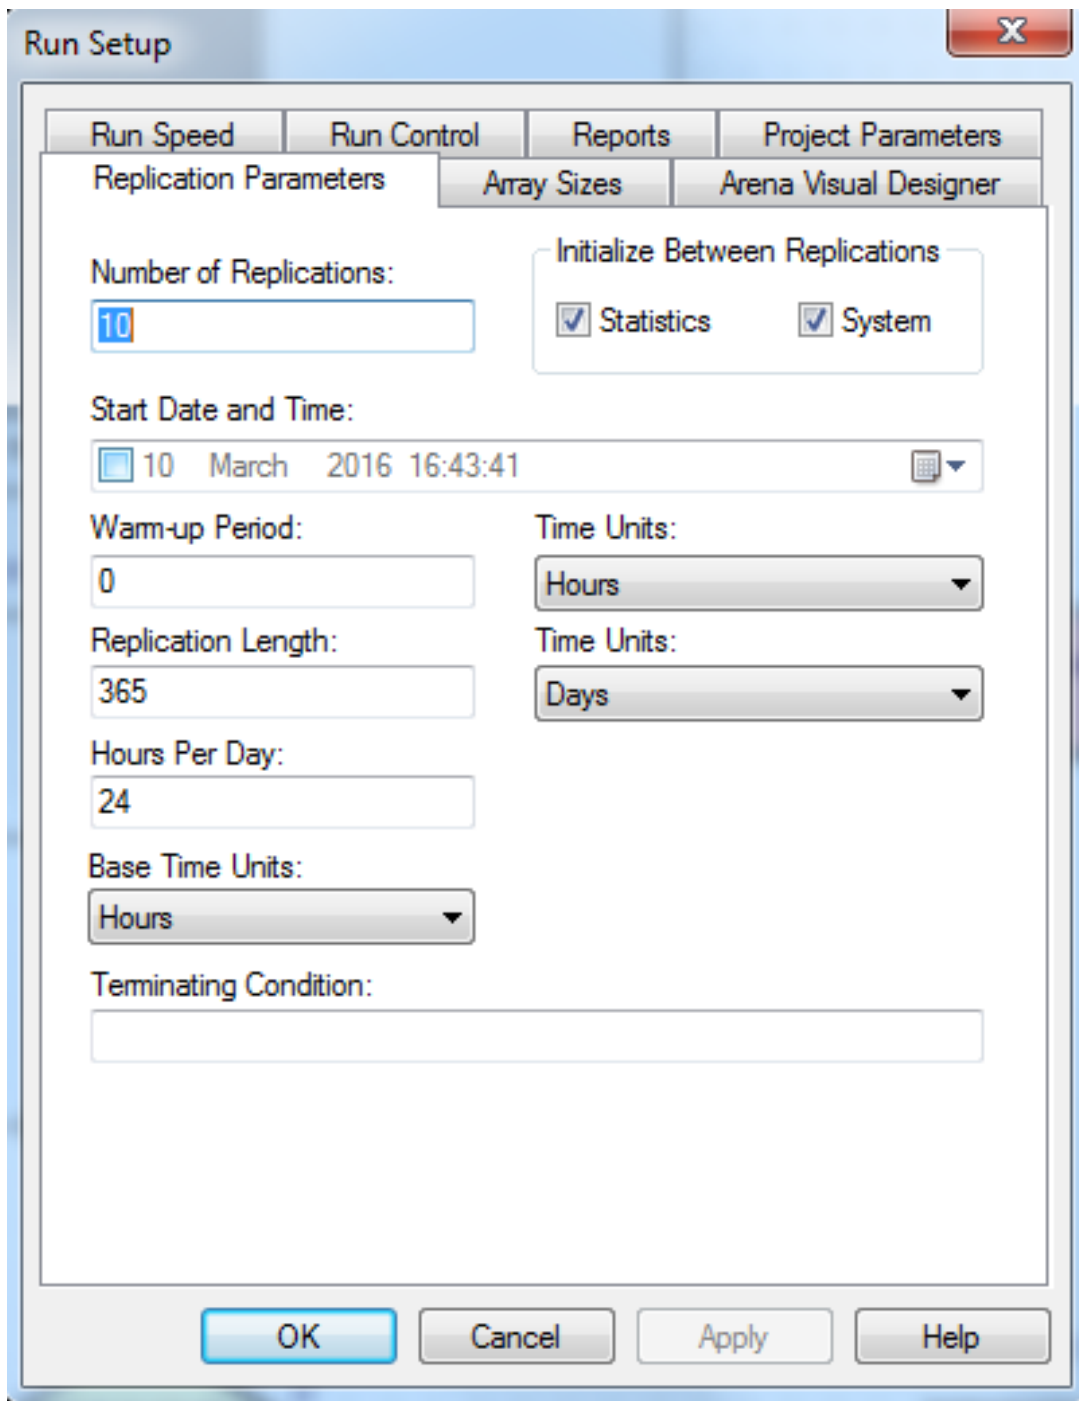 Run Setup
Run Speed Run Control Reports Project Parameters
Replication Parameters Array Sizes Arena Visual Designer
Number of Replications: Initialize Between Replications
10 Statistics System
Start Date and Time:
10 March 2016 16:43:41
Warm-up Period: Time Units:
0 Hours
Replication Length: Time Units:
365 Days
Hours Per Day:
24
Base Time Units:
Hours
Terminating Condition:
OK Cancel Apply Help